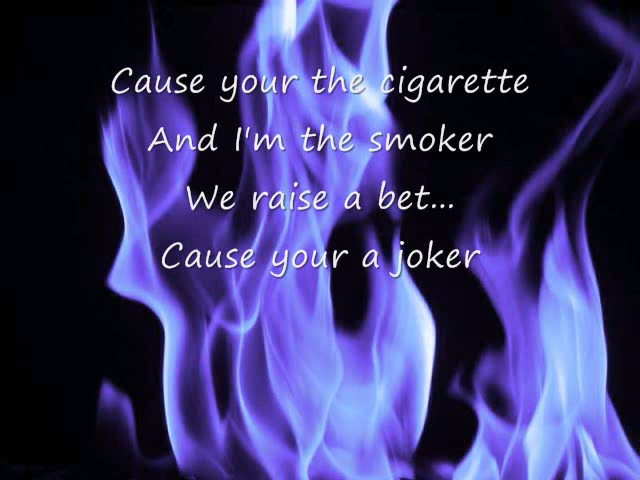 Cause your the cigarette
And I'm the smoker
We raise a bet...
Cause your a joker